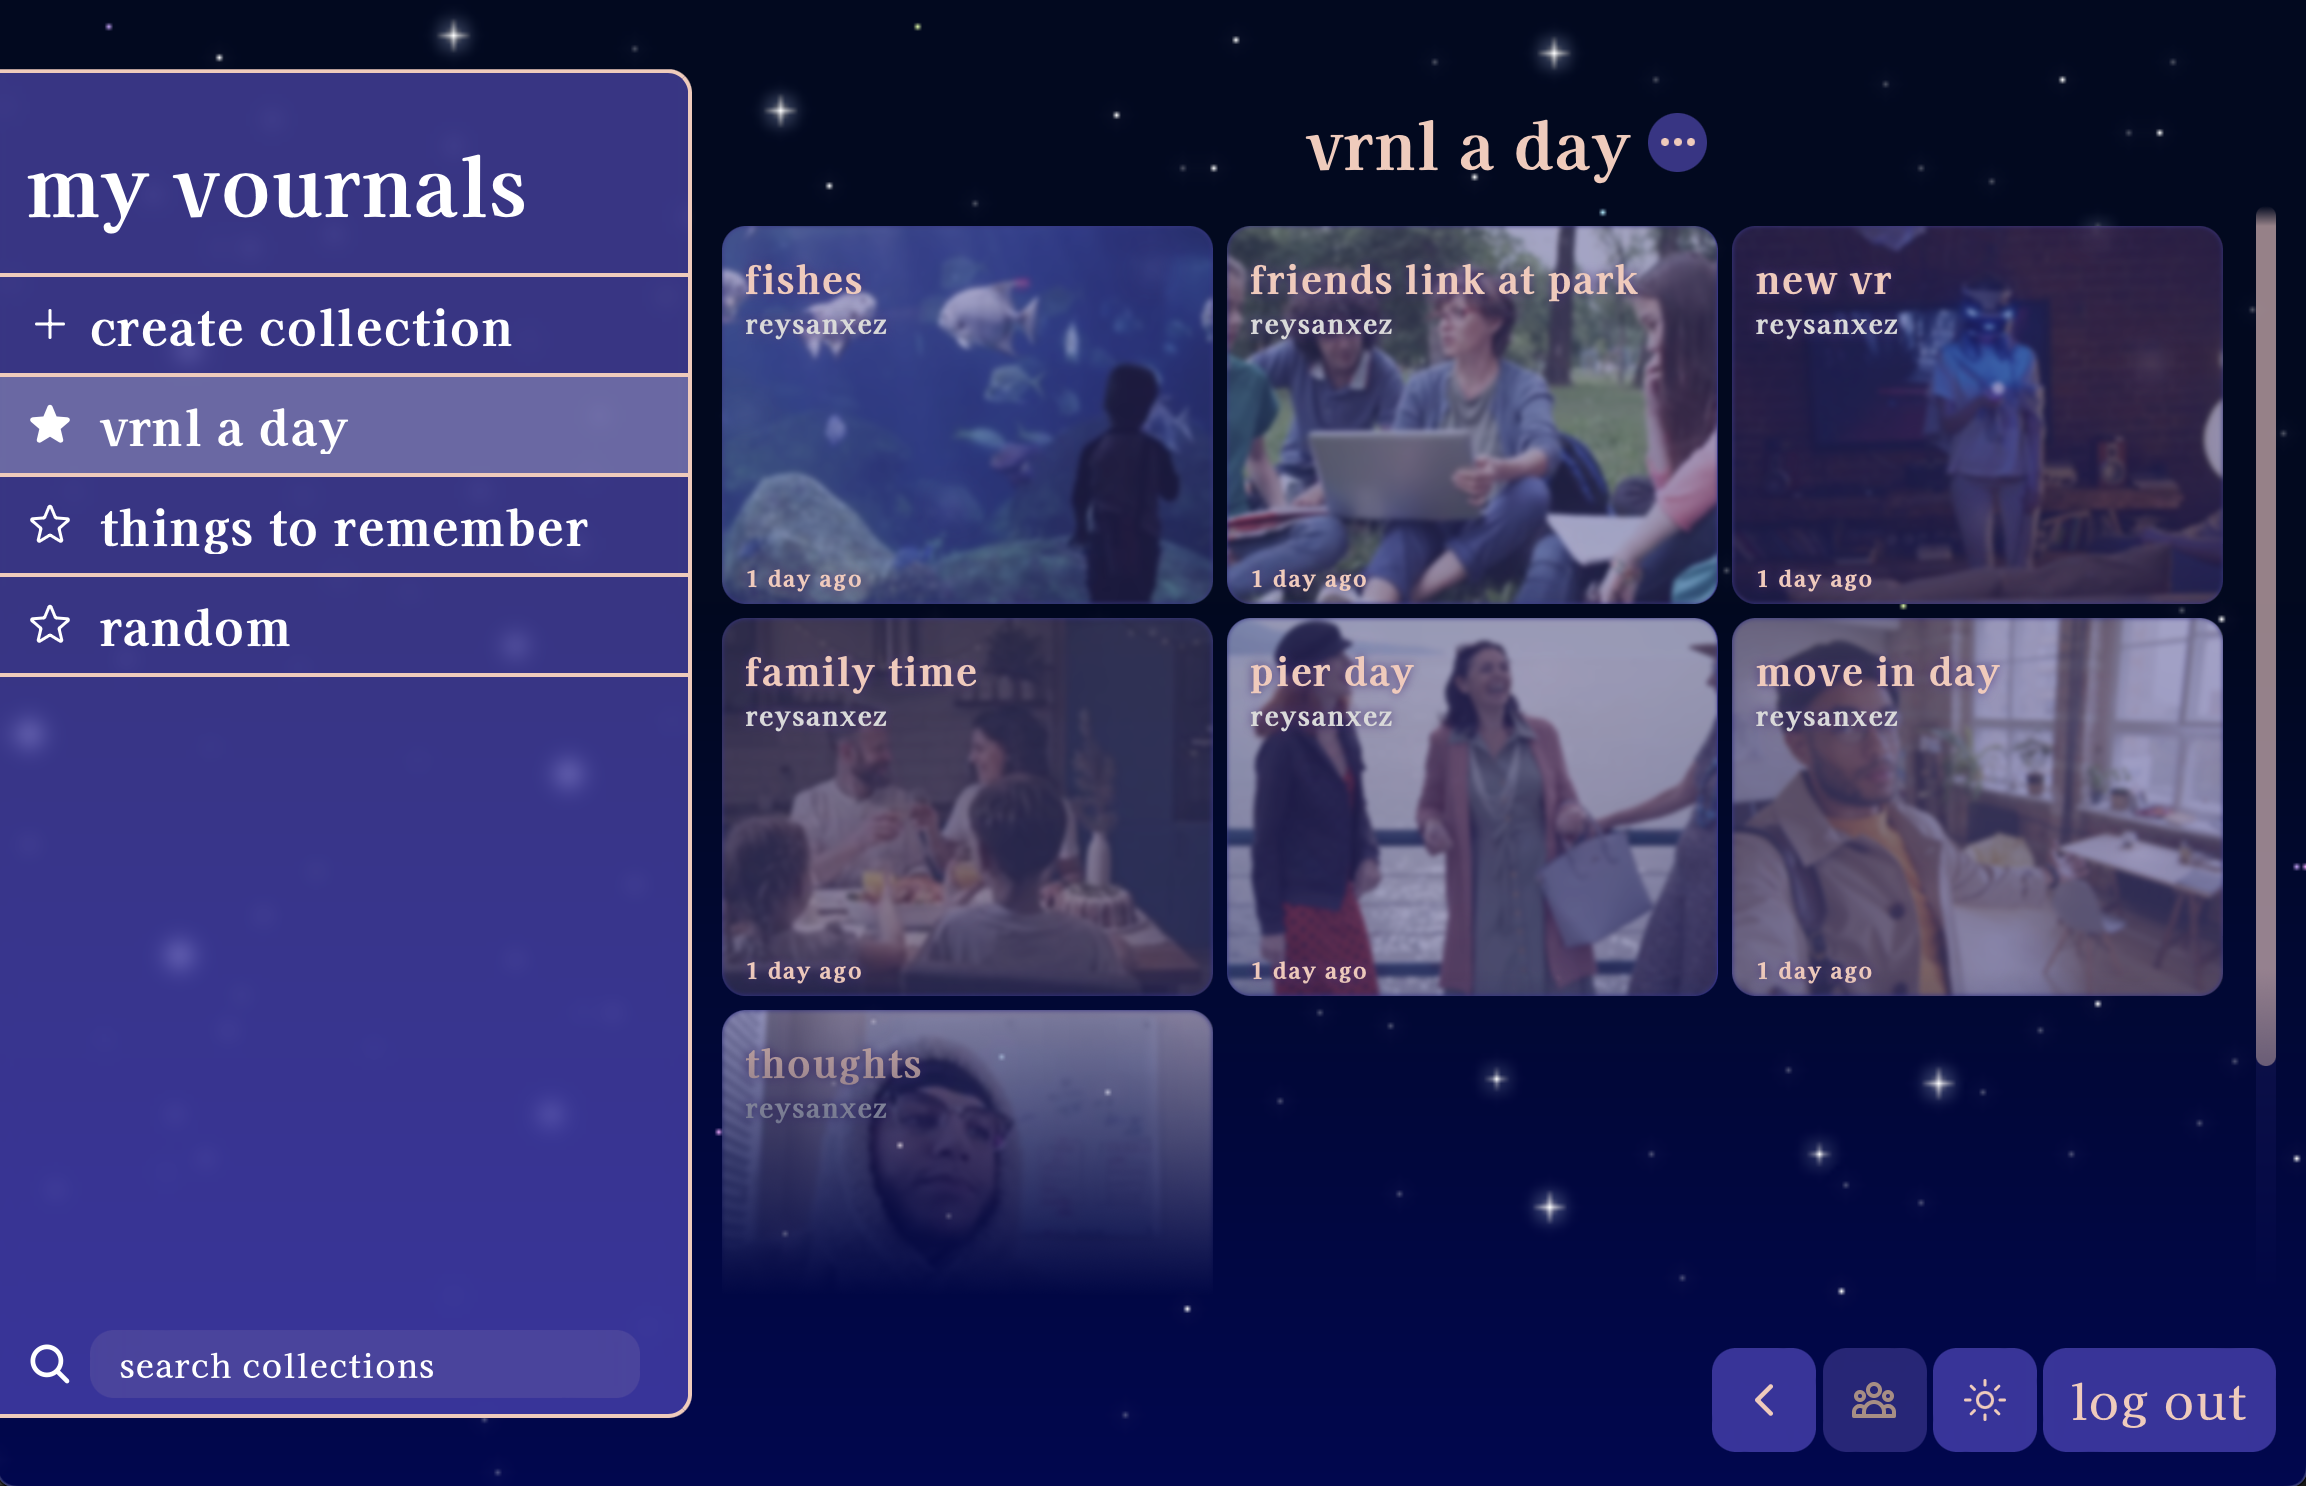 my vournals
create collection
vrnl a day
things to remember
random
search collections
vrnl a day
fishes
reysanxez
1 day ago
friends link at park
reysanxez
1 day ago
new vr
reysanxez
1 day ago
family time
reysanxez
1 day ago
pier day
reysanxez
1 day ago
move in day
reysanxez
1 day ago
thoughts
reysanxez
log out